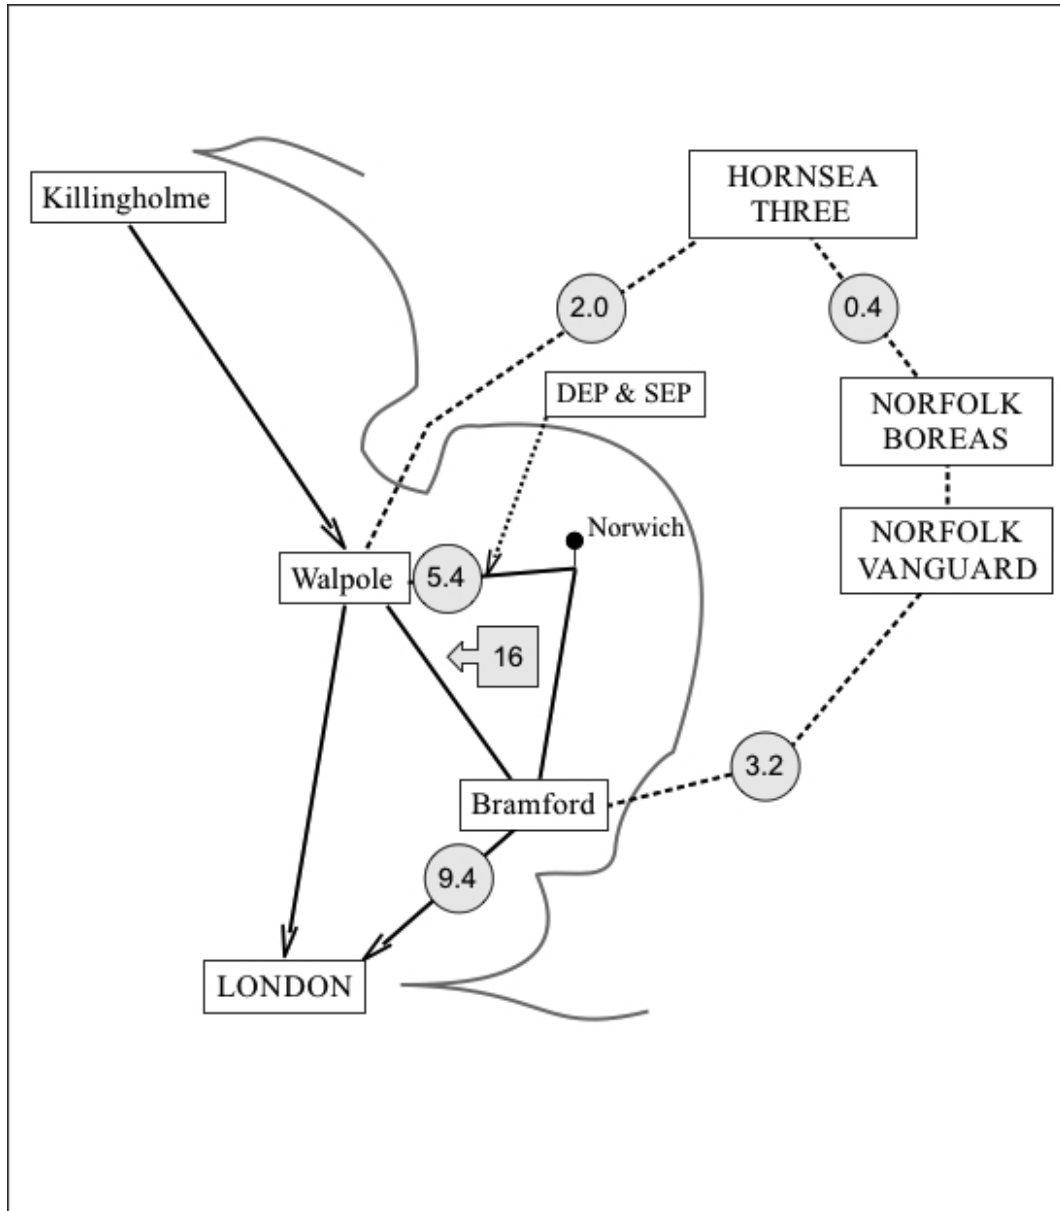 HORNSEA
THREE
Killingholme
2.0
0.4
DEP & SEP
NORFOLK
BOREAS
Norwich
NORFOLK
VANGUARD
Walpole
5.4
16
3.2
Bramford
9.4
LONDON